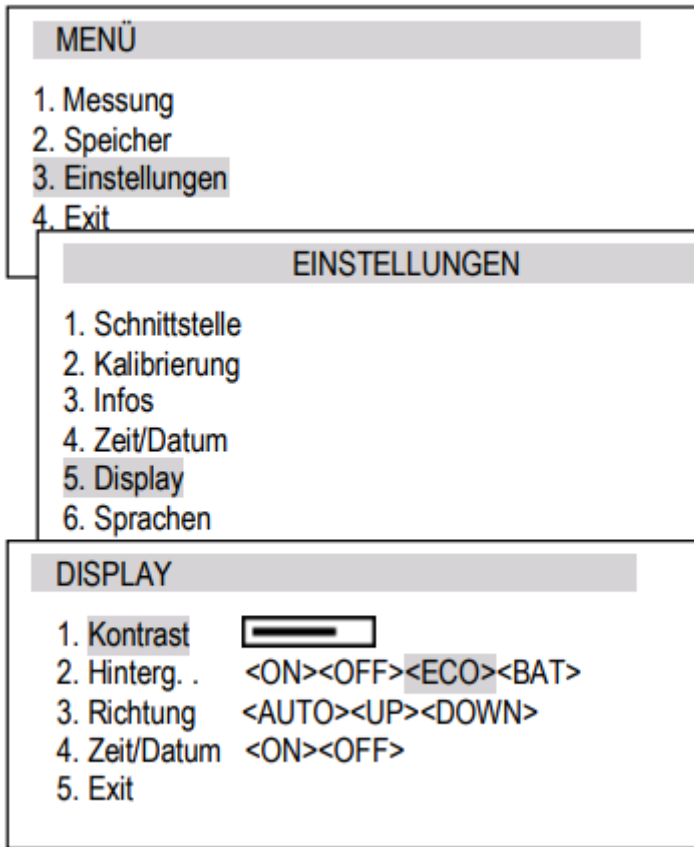 MENÜ
1. Messung
2. Speicher
3. Einstellungen
4. Exit
EINSTELLUNGEN
1. Schnittstelle
2. Kalibrierung
3. Infos
4. Zeit/Datum
5. Display
6. Sprachen
DISPLAY
1. Kontrast
2. Hinterg. . <ON><OFF><ECO><BAT>
3. Richtung <AUTO><UP><DOWN>
4. Zeit/Datum <ON><OFF>
5. Exit